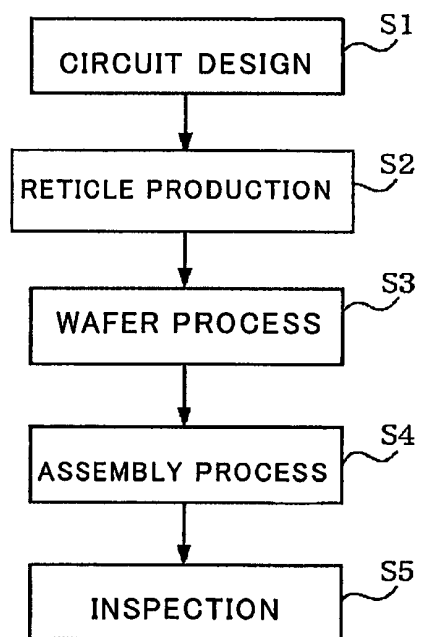 S1
CIRCUIT DESIGN
S2
RETICLE PRODUCTION
S3
WAFER PROCESS
S4
ASSEMBLY PROCESS
S5
INSPECTION